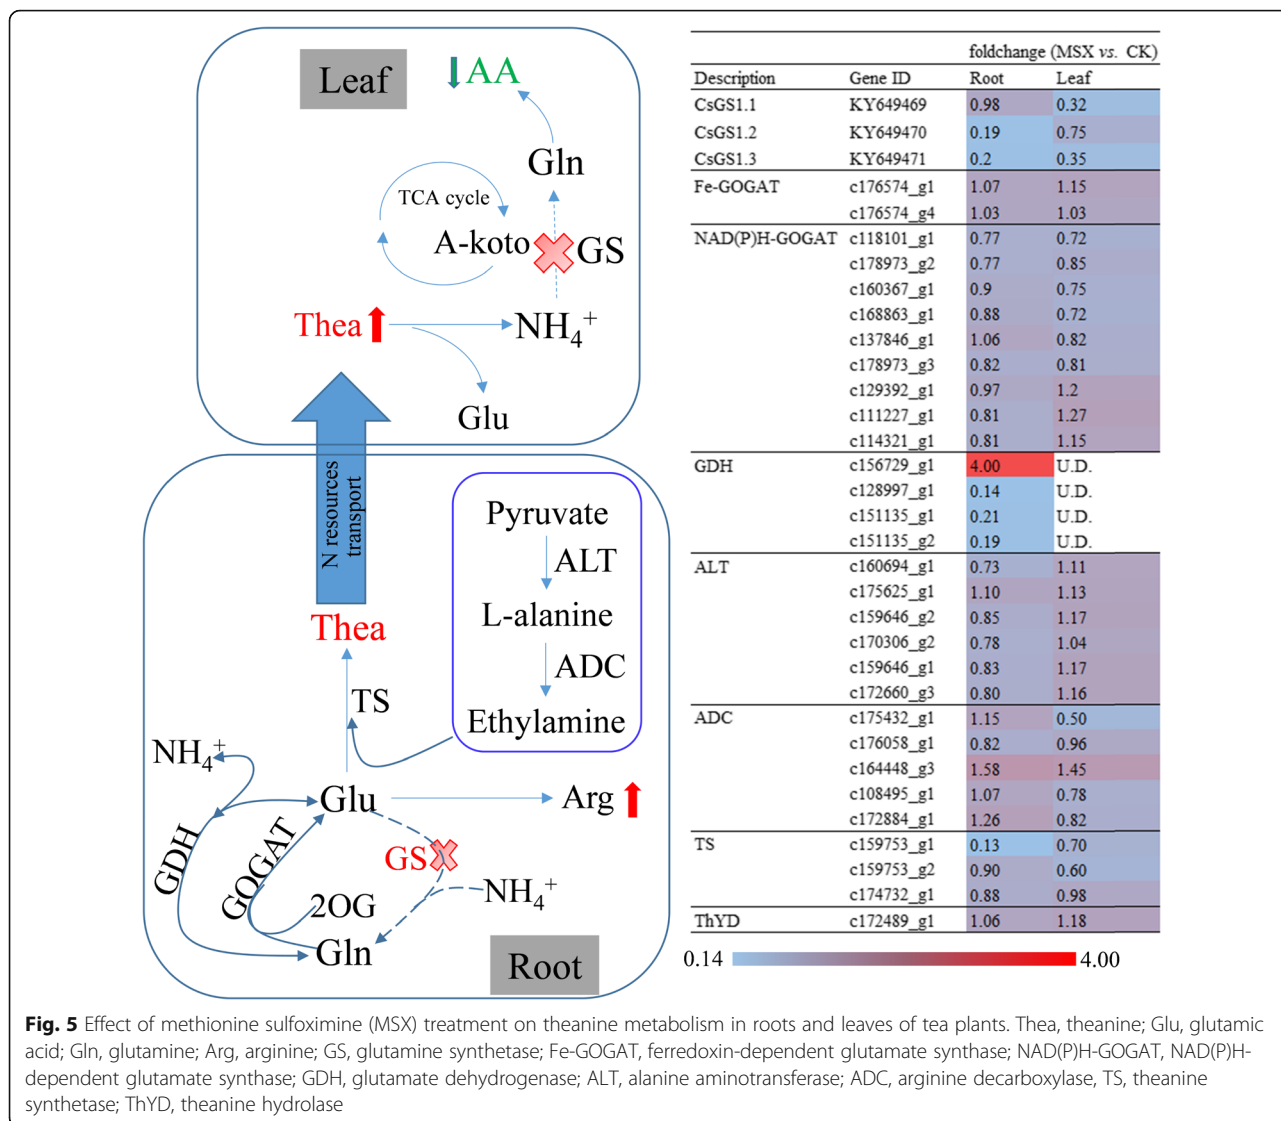 Leaf
AA
Gln
TCA cycle
A-koto
GS
Thea
NH4+
Glu
N resources
transport
Pyruvate
ALT
L-alanine
ADC
Ethylamine
Thea
TS
NH4+
Glu
Arg
GDH
GOGAT
GS
NH4+
2OG
Gln
Root
foldchange (MSX vs. CK)
Description Gene ID Root Leaf
CsGS1.1 KY649469 0.98 0.32
CsGS1.2 KY649470 0.19 0.75
CsGS1.3 KY649471 0.2 0.35
Fe-GOGAT c176574_g1 1.07 1.15
c176574_g4 1.03 1.03
NAD(P)H-GOGAT c118101_g1 0.77 0.72
c178973_g2 0.77 0.85
c160367_g1 0.9 0.75
c168863_g1 0.88 0.72
c137846_g1 1.06 0.82
c178973_g3 0.82 0.81
c129392_g1 0.97 1.2
c111227_g1 0.81 1.27
c114321_g1 0.81 1.15
GDH c156729_g1 4.00 U.D.
c128997_g1 0.14 U.D.
c151135_g1 0.21 U.D.
c151135_g2 0.19 U.D.
ALT c160694_g1 0.73 1.11
c175625_g1 1.10 1.13
c159646_g2 0.85 1.17
c170306_g2 0.78 1.04
c159646_g1 0.83 1.17
c172660_g3 0.80 1.16
ADC c175432_g1 1.15 0.50
c176058_g1 0.82 0.96
c164448_g3 1.58 1.45
c108495_g1 1.07 0.78
c172884_g1 1.26 0.82
TS c159753_g1 0.13 0.70
c159753_g2 0.90 0.60
c174732_g1 0.88 0.98
ThYD c172489_g1 1.06 1.18
0.14 4.00
Fig. 5 Effect of methionine sulfoximine (MSX) treatment on theanine metabolism in roots and leaves of tea plants. Thea, theanine; Glu, glutamic
acid; Gln, glutamine; Arg, arginine; GS, glutamine synthetase; Fe-GOGAT, ferredoxin-dependent glutamate synthase; NAD(P)H-GOGAT, NAD(P)H-
dependent glutamate synthase; GDH, glutamate dehydrogenase; ALT, alanine aminotransferase; ADC, arginine decarboxylase, TS, theanine
synthetase; ThYD, theanine hydrolase